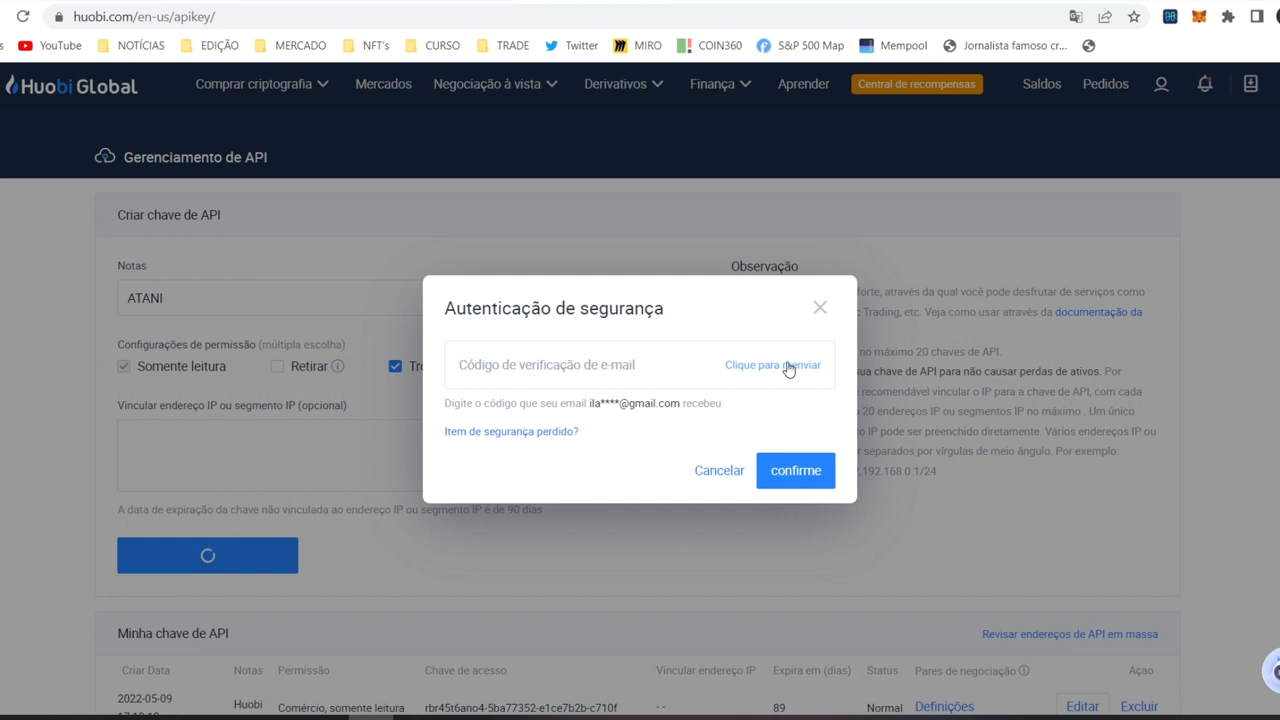 huobi.com/en-us/apikey/
YouTube NOTÍCIAS EDIÇÃO MERCADO NFT's CURSO TRADE Twitter MIRO COIN360 S&P 500 Map Mempool Jornalista famoso cr...
Huobi Global Comprar criptografia Mercados Negociação à vista Derivativos Finança Aprender Central de recompensas Saldos Pedidos
Gerenciamento de API
Criar chave de API
Notas
Observação
ATANI
forte, através da qual você pode desfrutar de serviços como
Trading, etc. Veja como usar através da documentação da
Configurações de permissão (múltipla escolha)
Somente leitura Retirar
no máximo 20 chaves de API.
sua chave de API para não causar perdas de ativos. Por
recomendável vincular o IP para a chave de API, com cada
20 endereços IP ou segmentos IP no máximo . Um único
IP pode ser preenchido diretamente. Vários endereços IP ou
separados por vírgulas de meio ângulo. Por exemplo:
.192.168.0.1/24
Vincular endereço IP ou segmento IP (opcional)
A data de expiração da chave não vinculada ao endereço IP ou segmento IP é de 90 dias
Autenticação de segurança
Código de verificação de e-mail Clique para
Digite o código que seu email ila****@gmail.com recebeu
Item de segurança perdido?
Cancelar confirme
Minha chave de API Revisar endereços de API em massa
Criar Data Notas Permissão Chave de acesso Vincular endereço IP Expira em (dias) Status Pares de negociação Açao
2022-05-09 Huobi Comércio, somente leitura rbr45t6ano4-5ba77352-e1ce7b2b-c710f - - 89 Normal Definições Editar Excluir